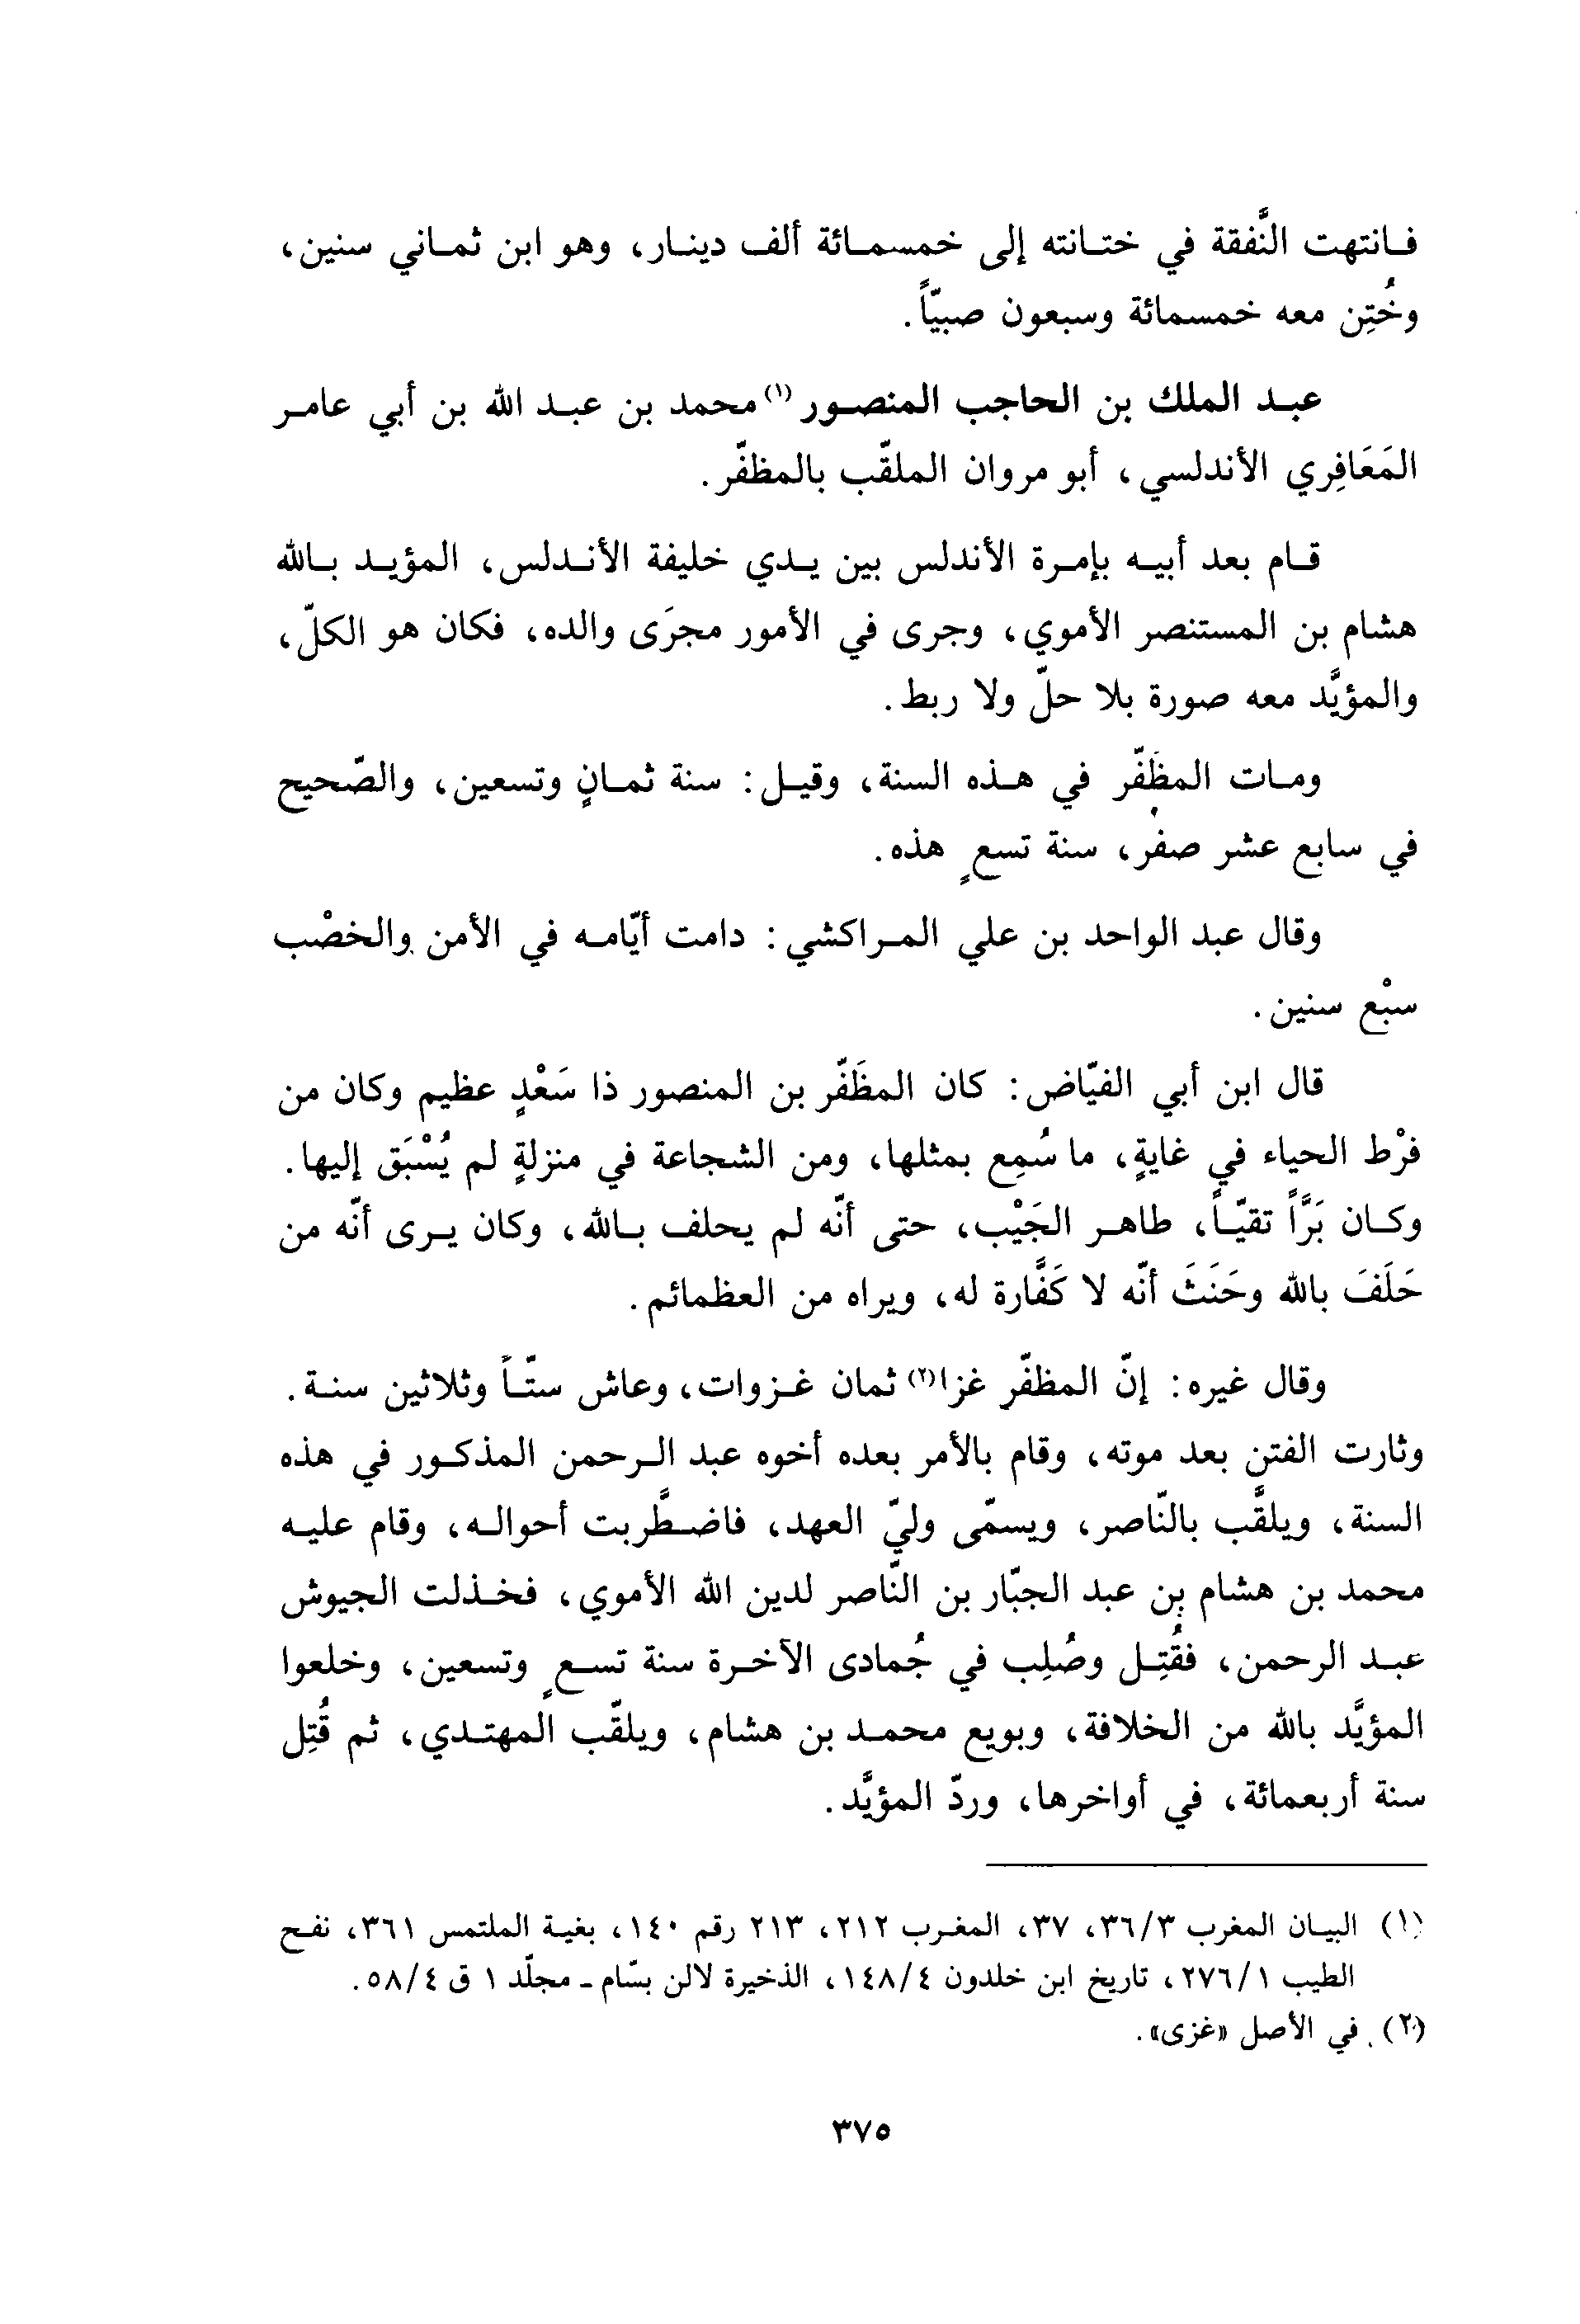 فانتهت النَّفقة في ختانته إلى خمسمائة ألف دينار، وهو ابن ثماني سنين،
وخُتِن معه خمسمائة وسبعون صبيّاً.
عبد الملك بن الحاجب المنصور(١) محمد بن عبد الله بن أبي عامر
المَعَافِري الأندلسي، أبو مروان الملقّب بالمظفّر.
قام بعد أبيه بإمرة الأندلس بين يدي خليفة الأندلس، المؤيد بالله
هشام بن المستنصر الأموي، وجرى في الأمور مجرَى والده، فكان هو الكلّ،
والمؤيَّد معه صورة بلا حلّ ولا ربط.
ومات المظَفّر في هذه السنة، وقيل: سنة ثمانٍ وتسعين، والصّحيح
في سابع عشر صفر، سنة تسعٍ هذه.
وقال عبد الواحد بن علي المراكشي: دامت أيّامه في الأمن والخصْب
سبْع سنين.
قال ابن أبي الفيّاض: كان المظَفّر بن المنصور ذا سَعْدٍ عظيم وكان من
فرْط الحياء في غايةٍ، ما سُمِع بمثلها، ومن الشجاعة في منزلةٍ لم يُسْبَق إليها.
وكان بَرَّاً تقيّاً، طاهر الجَيْب، حتى أنّه لم يحلف بالله، وكان يرى أنّه من
حَلَفَ بالله وحَنَثَ أنّه لا كَفَّارة له، ويراه من العظمائم.
وقال غيره: إنّ المظفّر غزا(٢) ثمان غزوات، وعاش ستّاً وثلاثين سنة.
وثارت الفتن بعد موته، وقام بالأمر بعده أخوه عبد الرحمن المذكور في هذه
السنة، ويلقَّب بالنّاصر، ويسمّى وليّ العهد، فاضطَّربت أحواله، وقام عليه
محمد بن هشام بن عبد الجبّار بن النّاصر لدين الله الأموي، فخذلت الجيوش
عبد الرحمن، فقُتِل وصُلِب في جُمادى الآخرة سنة تسعٍ وتسعين، وخلعوا
المؤيَّد بالله من الخلافة، وبويع محمد بن هشام، ويلقّب المهتدي، ثم قُتِل
سنة أربعمائة، في أواخرها، وردّ المؤيَّد.
(١) البيان المغرب ٣٦/٣، ٣٧، المغرب ٢١٢، ٢١٣ رقم ١٤٠، بغية الملتمس ٣٦١، نفح
الطيب ٢٧٦/١، تاريخ ابن خلدون ١٤٨/٤، الذخيرة لالن بسّام - مجلّد ١ ق ٥٨/٤.
(٢) في الأصل «غزى».
٣٧٥